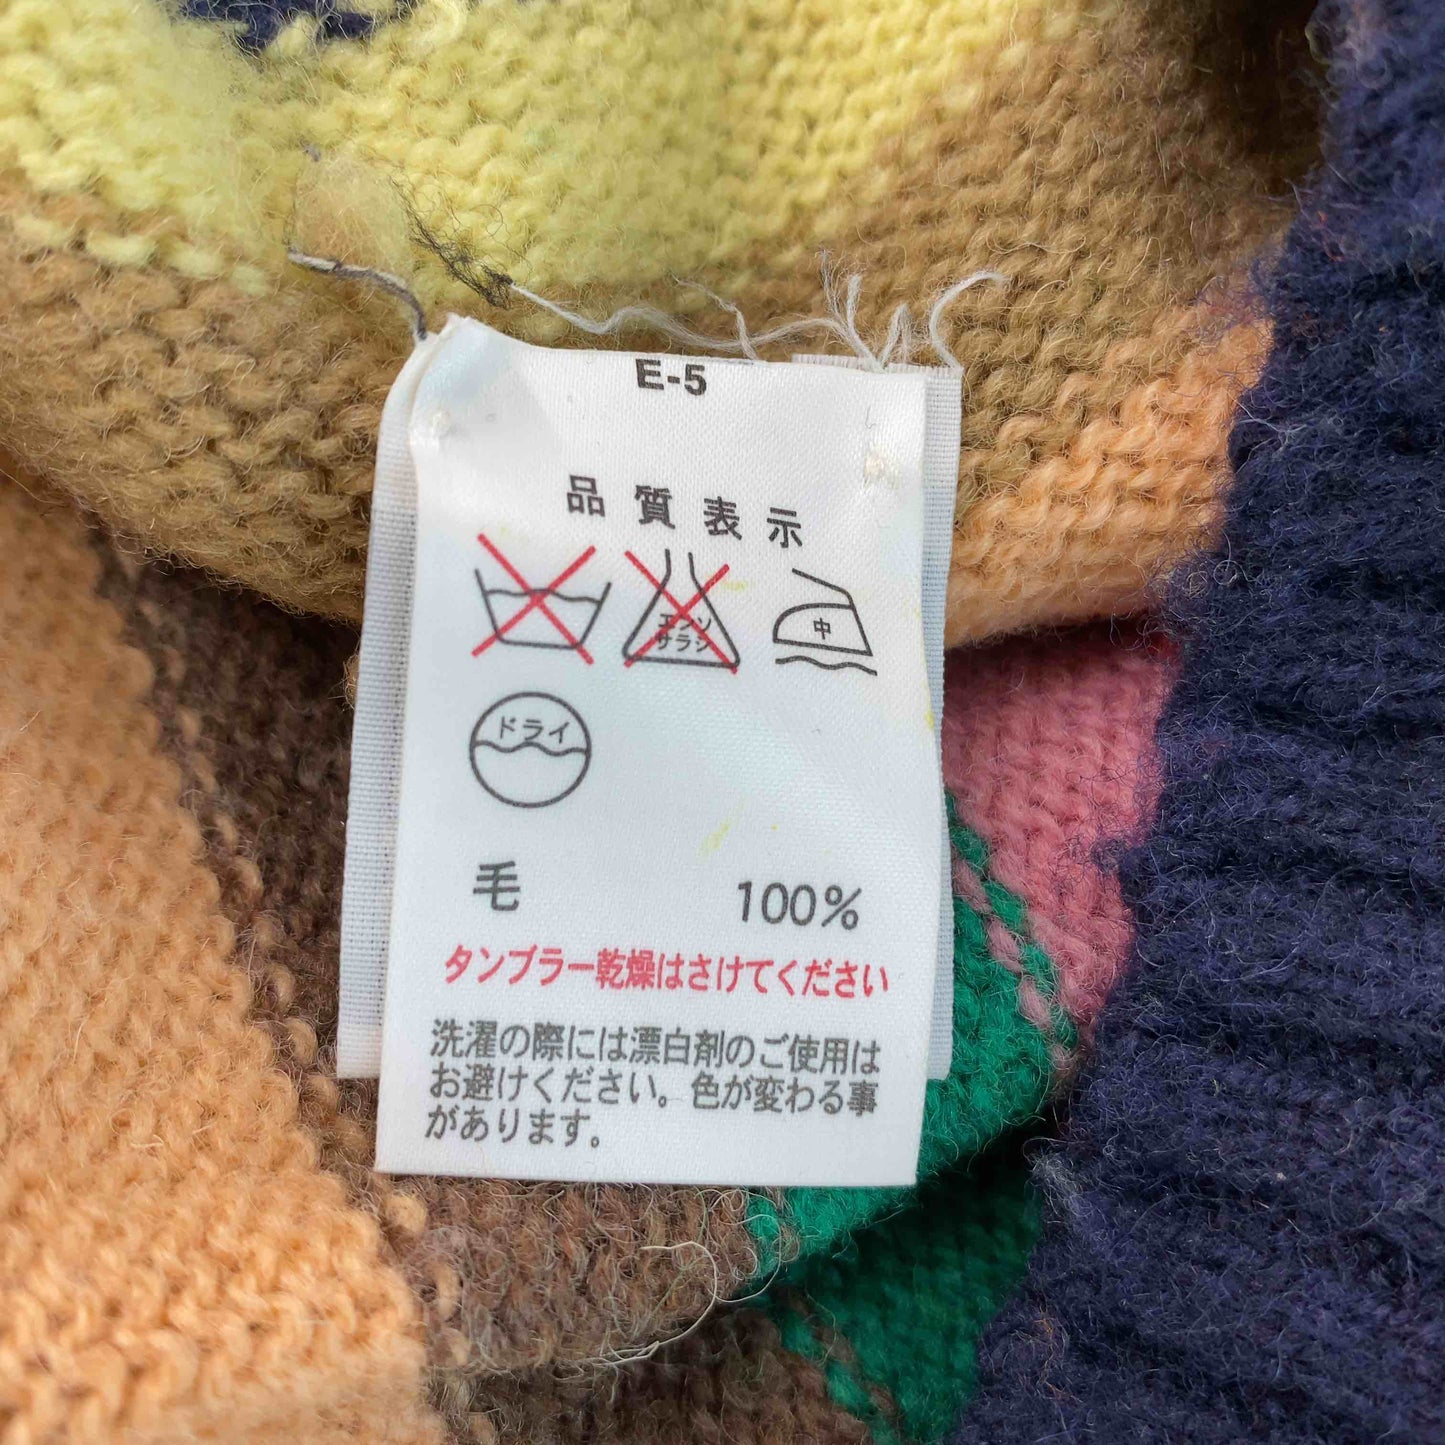 E-5
品質表示
エンソ
サラシ
中
ドライ
毛 100%
タンブラー乾燥はさけてください
洗濯の際には漂白剤のご使用は
お避けください。色が変わる事
があります。